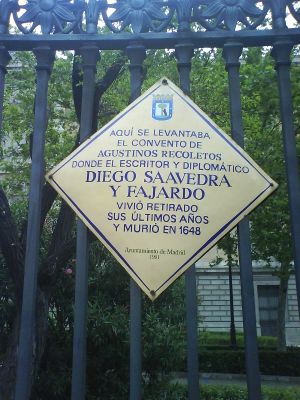 AQUÍ SE LEVANTABA
EL CONVENTO DE
AGUSTINOS RECOLETOS
DONDE EL ESCRITOR Y DIPLOMÁTICO
DIEGO SAAVEDRA
Y FAJARDO
VIVIÓ RETIRADO
SUS ÚLTIMOS AÑOS
Y MURIÓ EN 1648
Ayuntamiento de Madrid
1991